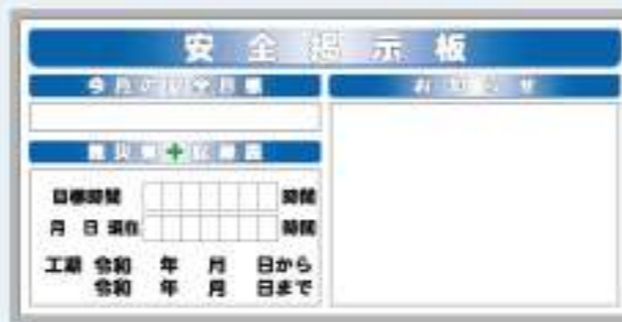 安全掲示板
今月の安全目標
お知らせ
無災害記録表
目標時間 時間
月 日 現在 時間
工期 令和 年 月 日から
令和 年 月 日まで